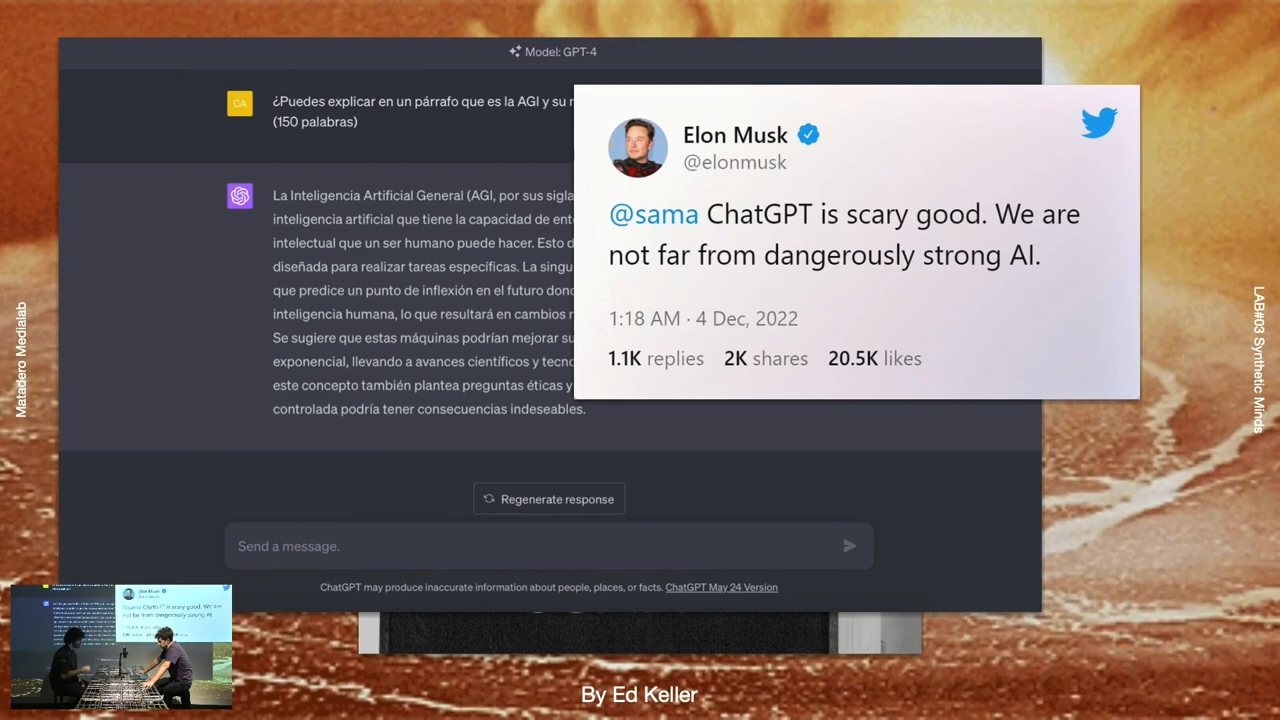 Model: GPT-4
CA
¿Puedes explicar en un párrafo que es la AGI y su
(150 palabras)
La Inteligencia Artificial General (AGI, por sus
inteligencia artificial que tiene la capacidad de
intelectual que un ser humano puede hacer. Esto
diseñada para realizar tareas específicas. La
que predice un punto de inflexión en el futuro
inteligencia humana, lo que resultará en cambios
Se sugiere que estas máquinas podrían mejorar
exponencial, llevando a avances científicos y
este concepto también plantea preguntas éticas y
controlada podría tener consecuencias indeseables.
Elon Musk
@elonmusk
@sama ChatGPT is scary good. We are
not far from dangerously strong AI.
1:18 AM · 4 Dec, 2022
1.1K replies 2K shares 20.5K likes
Regenerate response
Send a message.
ChatGPT may produce inaccurate information about people, places, or facts. ChatGPT May 24 Version
Matadero Medialab
LAB#03 Synthetic Minds
By Ed Keller